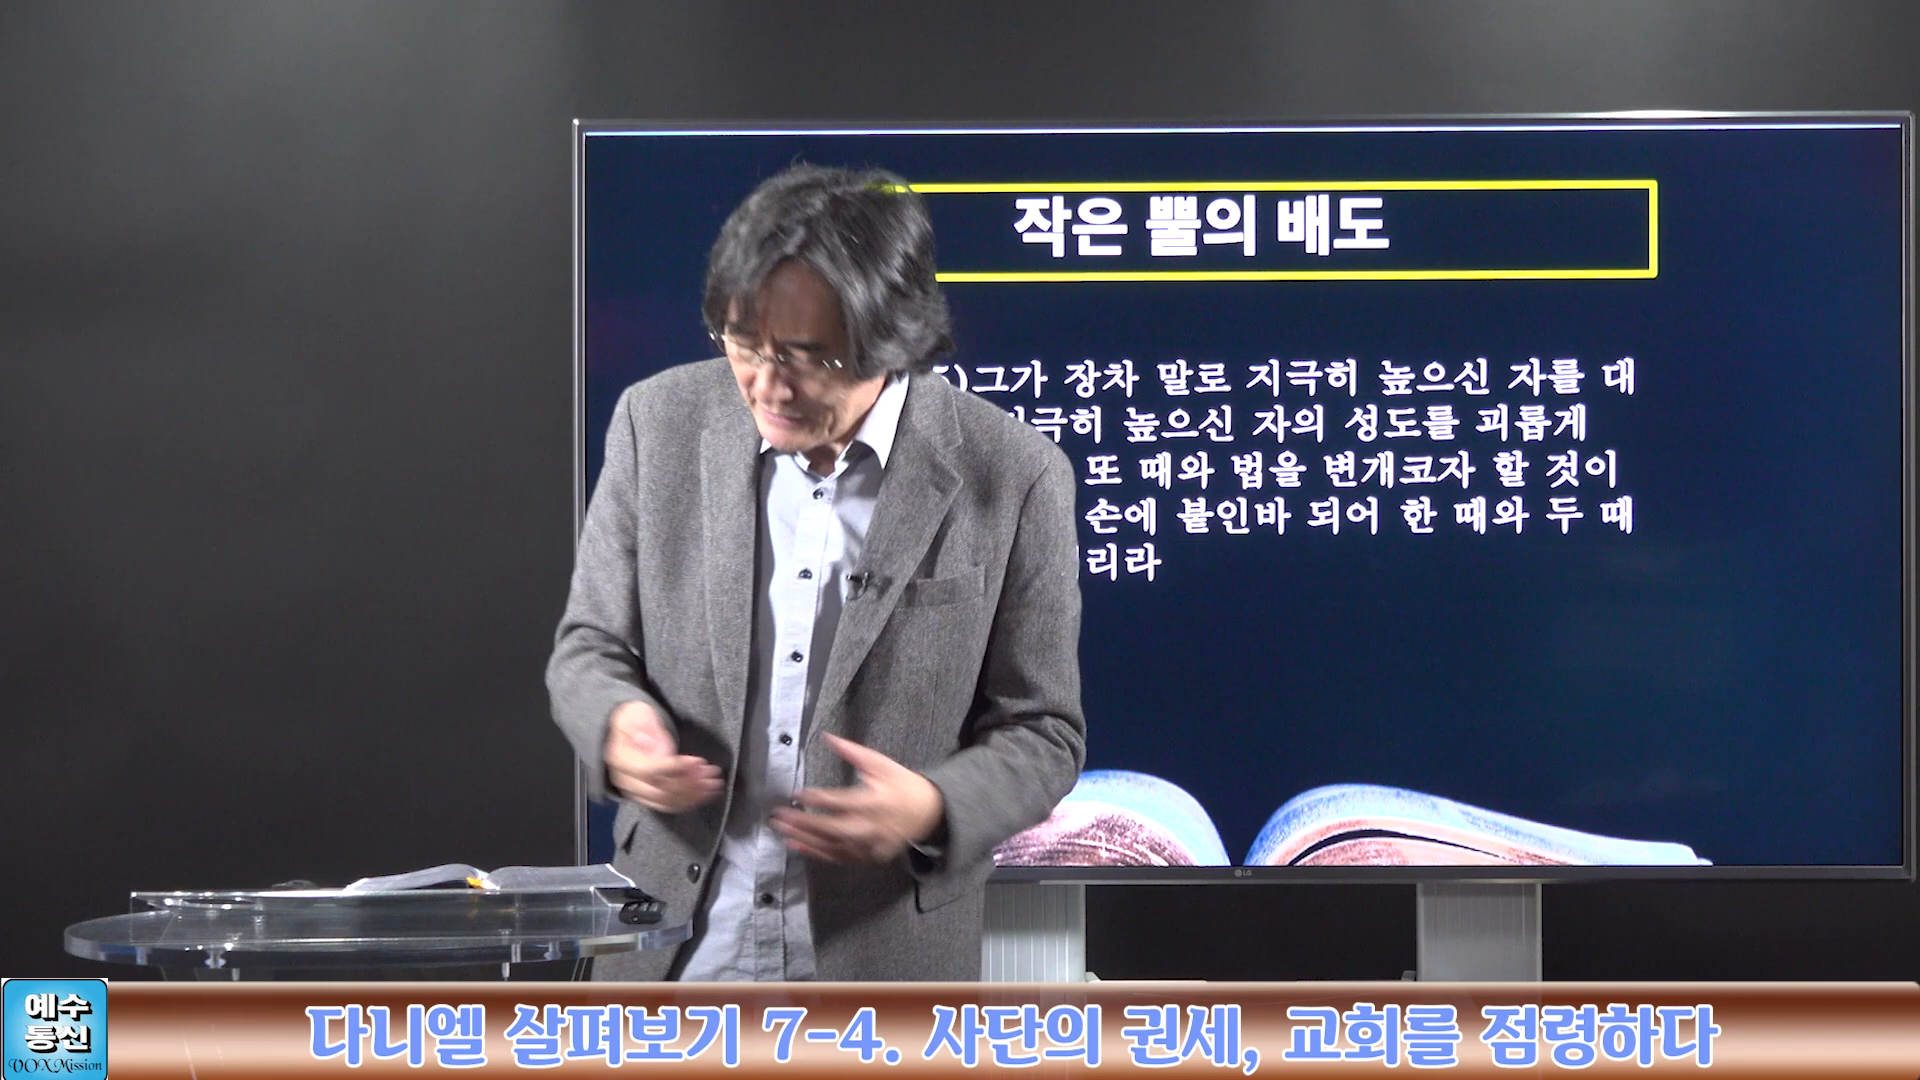 작은 뿔의 배도
5)그가 장차 말로 지극히 높으신 자를 대
지극히 높으신 자의 성도를 괴롭게
또 때와 법을 변개코자 할 것이
손에 붙인바 되어 한 때와 두 때
리라
LG
예수
통신
VOX Mission
다니엘 살펴보기 7-4. 사단의 권세, 교회를 점령하다